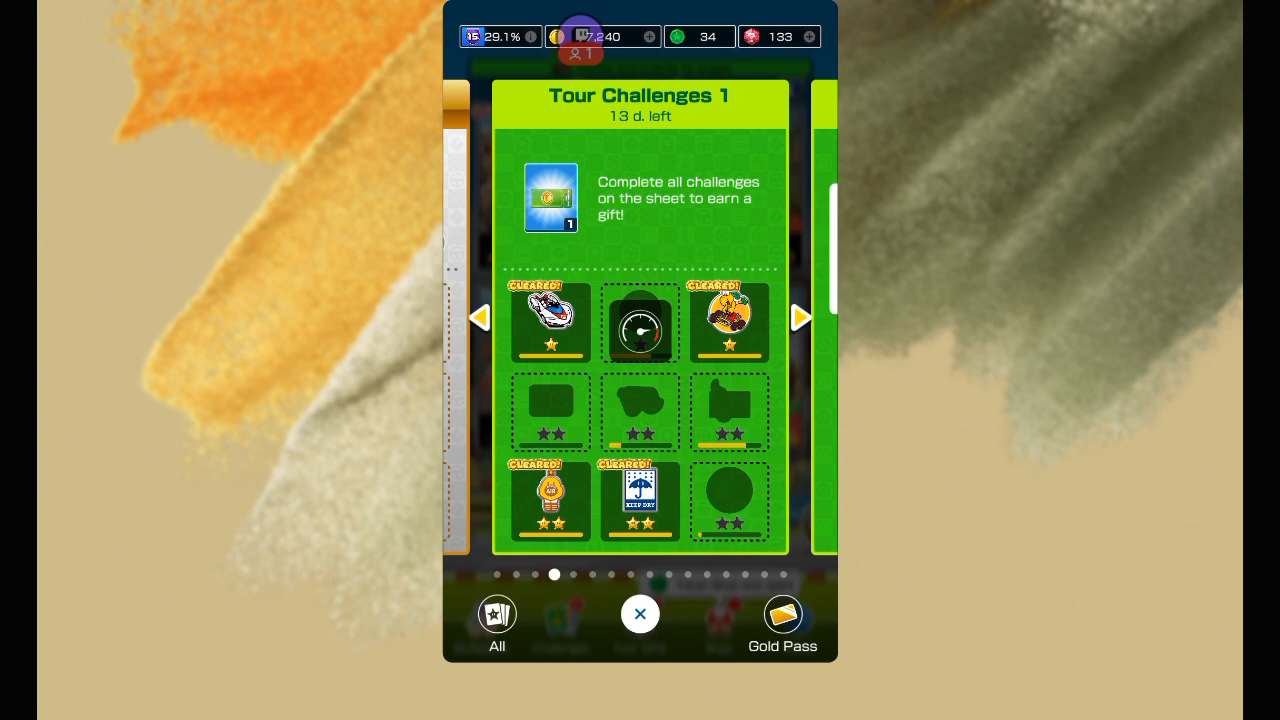 15 29.1%
7,240
34
133
1
Tour Challenges 1
13 d. left
Complete all challenges
on the sheet to earn a
gift!
1
CLEARED!
CLEARED!
CLEARED!
CLEARED!
KEEP DRY
All
Gold Pass